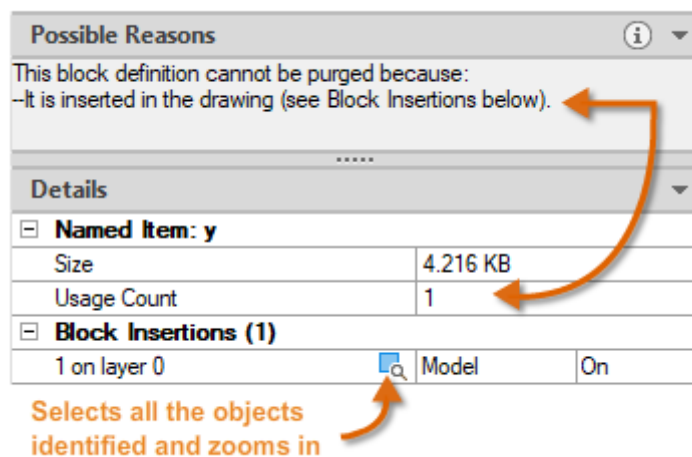 Possible Reasons
This block definition cannot be purged because:
--It is inserted in the drawing (see Block Insertions below).
Details
Named Item: y
Size 4.216 KB
Usage Count 1
Block Insertions (1)
1 on layer 0 Model On
Selects all the objects
identified and zooms in